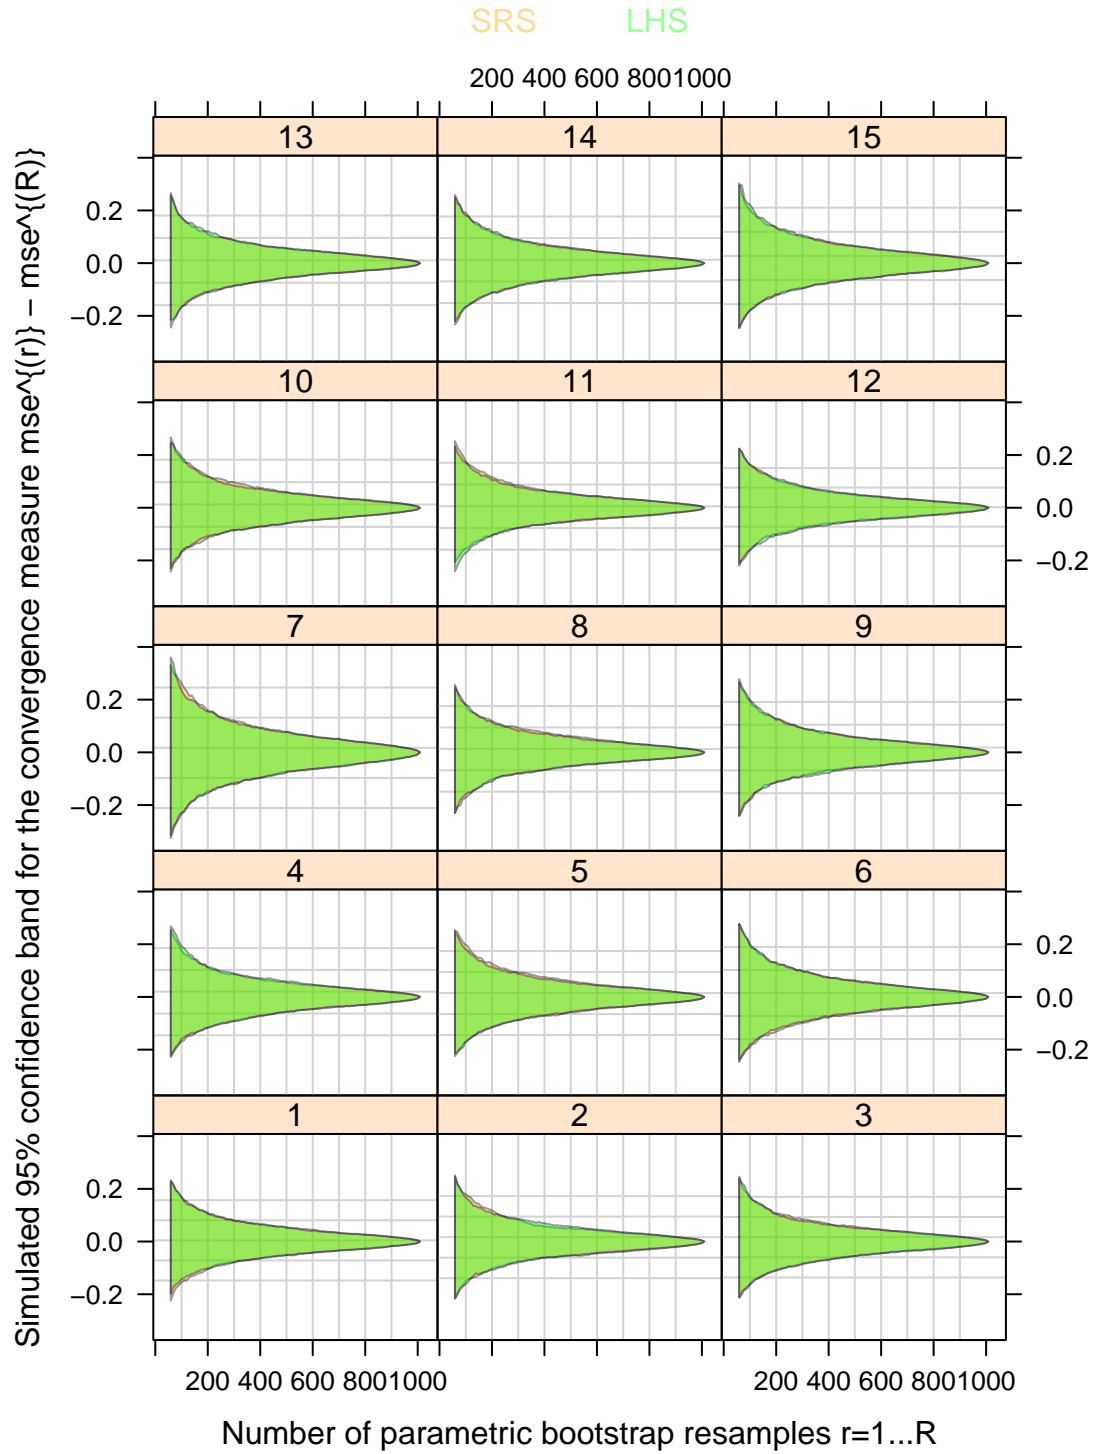 SRS LHS
200 400 600 8001000
13 14 15
0.2
0.0
−0.2
10 11 12
0.2
0.0
−0.2
7 8 9
0.2
0.0
−0.2
4 5 6
0.2
0.0
−0.2
1 2 3
0.2
0.0
−0.2
200 400 600 8001000 200 400 600 8001000
Number of parametric bootstrap resamples r=1...R
Simulated 95% confidence band for the convergence measure mse^{(r)} − mse^{(R)}